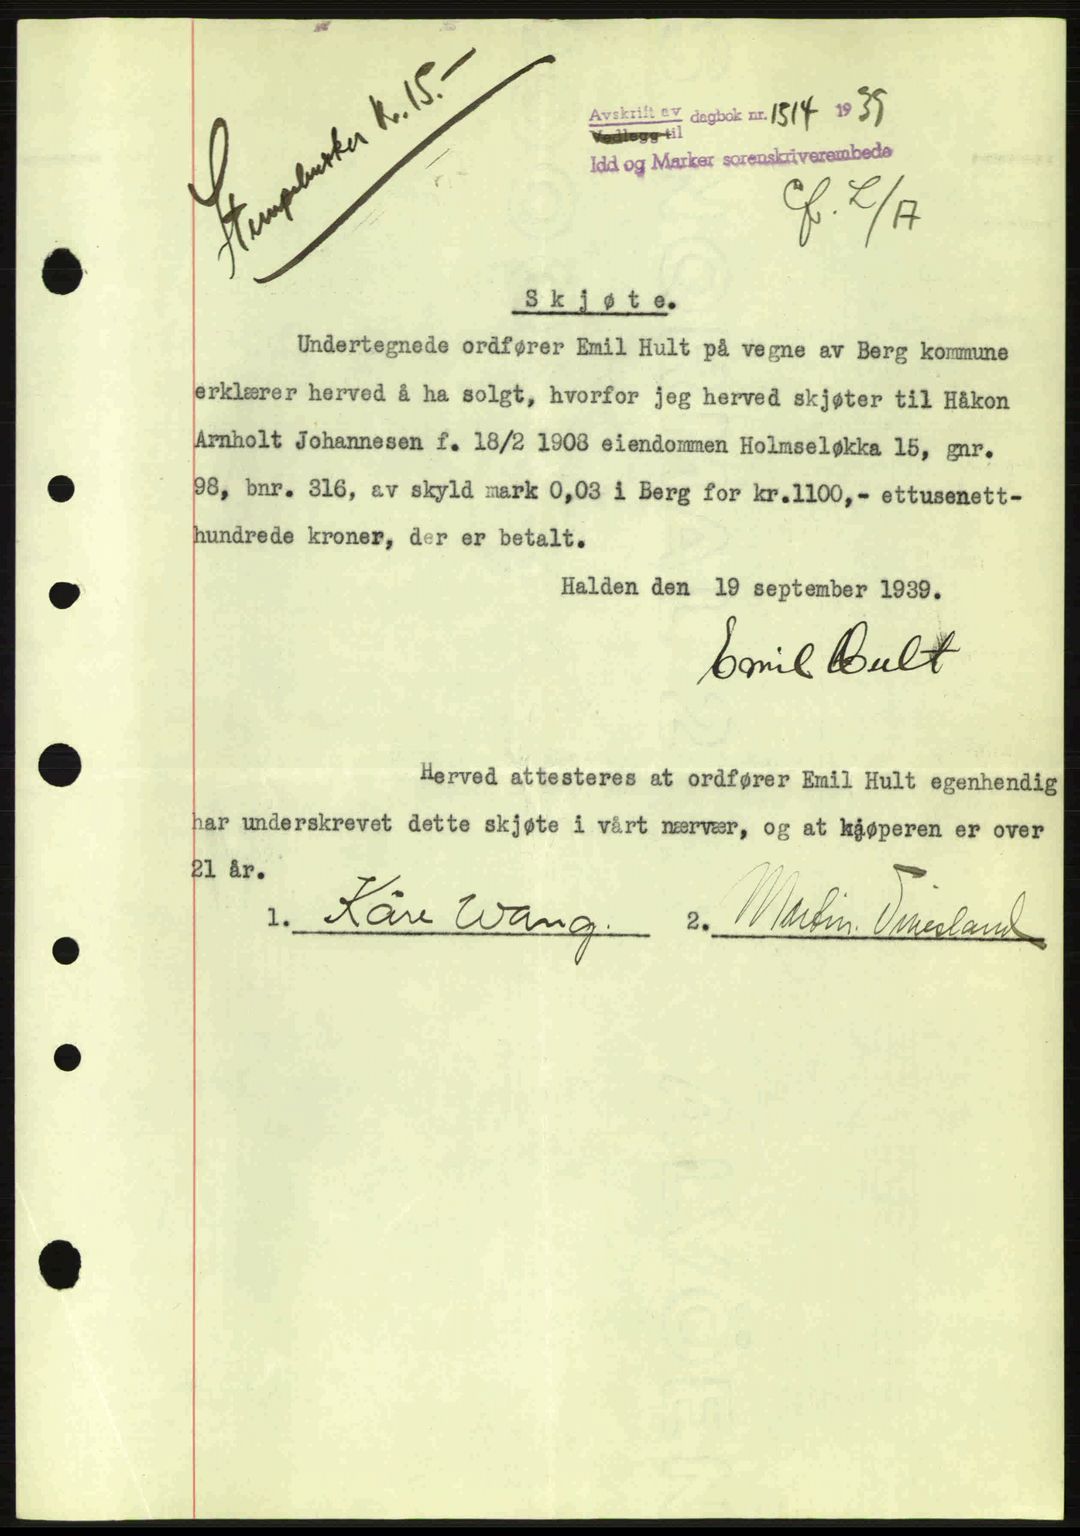 Stempelmerker Kr. 15.-
Avskrift av dagbok nr. 1514 1939
Vedlegg til
Idd og Marker sorenskriverembede
S k j ø t e.
Undertegnede ordfører Emil Hult på vegne av Berg kommune
erklærer herved å ha solgt, hvorfor jeg herved skjøter til Håkon
Arnholt Johannesen f. 18/2 1908 eiendommen Holmseløkka 15, gnr.
98, bnr. 316, av skyld mark 0,03 i Berg for kr.1100,- ettusenett-
hundrede kroner, der er betalt.
Halden den 19 september 1939.
Emil Hult
Herved attesteres at ordfører Emil Hult egenhendig
har underskrevet dette skjøte i vårt nærvær, og at kjøperen er over
21 år.
1. Kåre Wang. 2. Martin